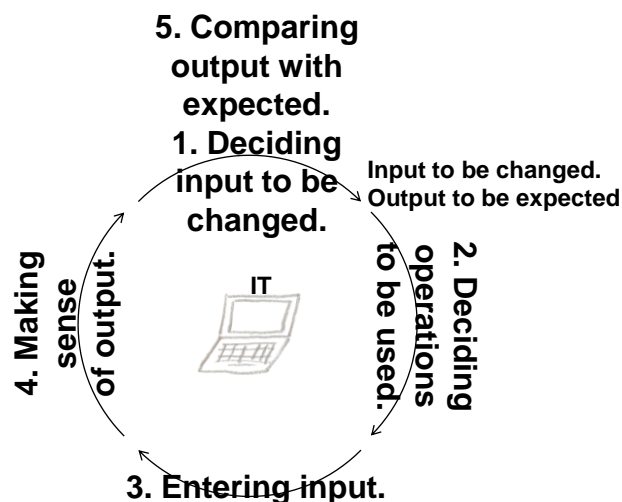 5. Comparing
output with
expected.
1. Deciding
input to be
changed.
Input to be changed.
Output to be expected
2. Deciding
operations
to be used.
IT
4. Making
sense
of output.
3. Entering input.